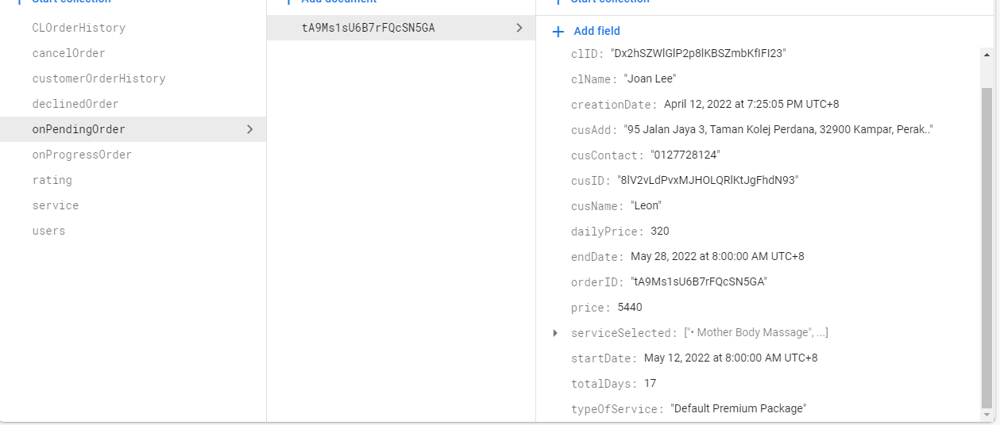 Start collection
CLOrderHistory
cancelOrder
customerOrderHistory
declinedOrder
onPendingOrder
onProgressOrder
rating
service
users
Add document
tA9Ms1sU6B7rFQcSN5GA
Start collection
Add field
clID: "Dx2hSZWlGlP2p8lKBSZmbKfIFI23"
clName: "Joan Lee"
creationDate: April 12, 2022 at 7:25:05 PM UTC+8
cusAdd: "95 Jalan Jaya 3, Taman Kolej Perdana, 32900 Kampar, Perak.."
cusContact: "0127728124"
cusID: "8lV2vLdPvxMJHOLQRlKtJgFhdN93"
cusName: "Leon"
dailyPrice: 320
endDate: May 28, 2022 at 8:00:00 AM UTC+8
orderID: "tA9Ms1sU6B7rFQcSN5GA"
price: 5440
serviceSelected: ["• Mother Body Massage", ...]
startDate: May 12, 2022 at 8:00:00 AM UTC+8
totalDays: 17
typeOfService: "Default Premium Package"